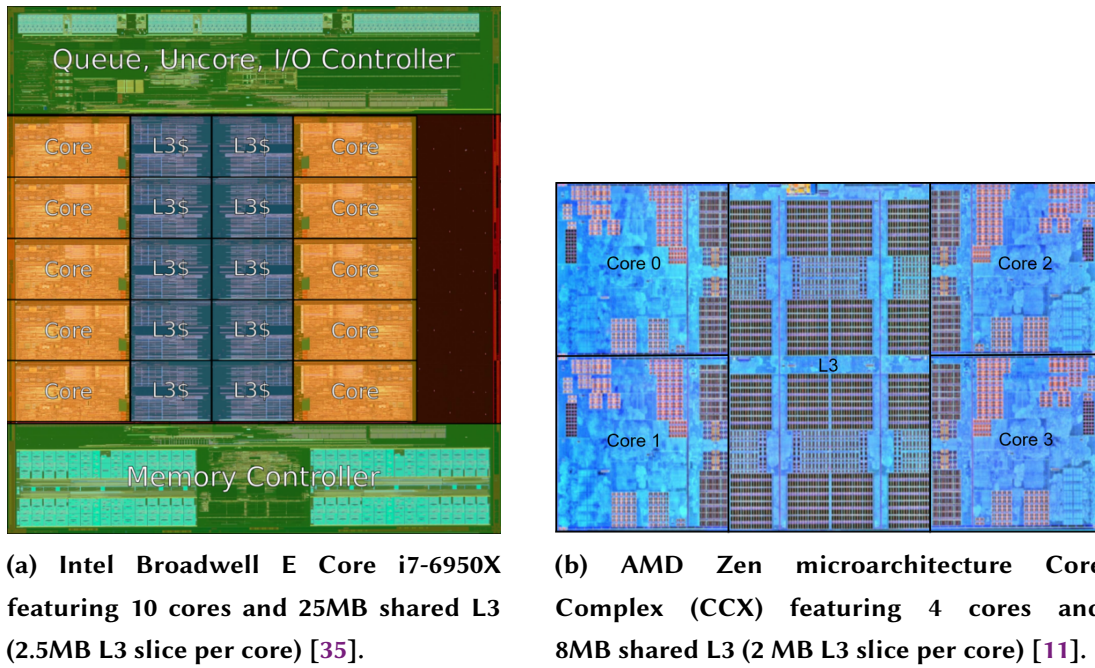 Queue, Uncore, I/O Controller
Core L3$ L3$ Core
Core L3$ L3$ Core
Core L3$ L3$ Core
Core L3$ L3$ Core
Core L3$ L3$ Core
Memory Controller
(a) Intel Broadwell E Core i7-6950X
featuring 10 cores and 25MB shared L3
(2.5MB L3 slice per core) [35].
Core 0
Core 2
L3
Core 1
Core 3
(b) AMD Zen microarchitecture Core
Complex (CCX) featuring 4 cores and
8MB shared L3 (2 MB L3 slice per core) [11].